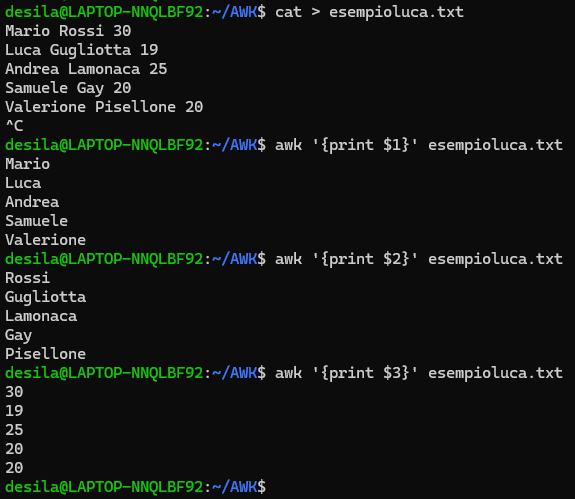 desila@LAPTOP-NNQLBF92:~/AWK$ cat > esempioluca.txt
Mario Rossi 30
Luca Gugliotta 19
Andrea Lamonaca 25
Samuele Gay 20
Valerione Pisellone 20
^C
desila@LAPTOP-NNQLBF92:~/AWK$ awk '{print $1}' esempioluca.txt
Mario
Luca
Andrea
Samuele
Valerione
desila@LAPTOP-NNQLBF92:~/AWK$ awk '{print $2}' esempioluca.txt
Rossi
Gugliotta
Lamonaca
Gay
Pisellone
desila@LAPTOP-NNQLBF92:~/AWK$ awk '{print $3}' esempioluca.txt
30
19
25
20
20
desila@LAPTOP-NNQLBF92:~/AWK$